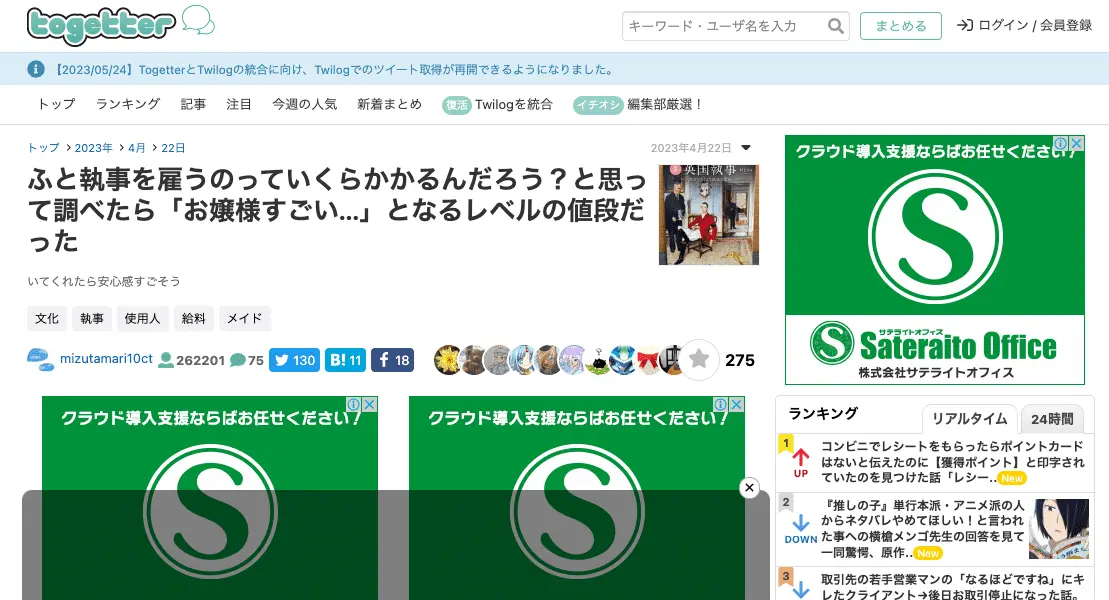 togetter
キーワード・ユーザ名を入力
まとめる
ログイン / 会員登録
【2023/05/24】TogetterとTwilogの統合に向け、Twilogでのツイート取得が再開できるようになりました。
トップ ランキング 記事 注目 今週の人気 新着まとめ 復活 Twilogを統合 イチオシ 編集部厳選！
トップ > 2023年 > 4月 > 22日
2023年4月22日
ふと執事を雇うのっていくらかかるんだろう？と思っ
て調べたら「お嬢様すごい…」となるレベルの値段だ
った
英国執事
いてくれたら安心感すごそう
文化 執事 使用人 給料 メイド
mizutamari10ct 262201 75 130 B! 11 f 18
275
クラウド導入支援ならばお任せください！
S
クラウド導入支援ならばお任せください！
S
クラウド導入支援ならばお任せください！
S
サテライトオフィス
S Sateraito Office
株式会社サテライトオフィス
ランキング リアルタイム 24時間
1
UP
コンビニでレシートをもらったらポイントカード
はないと伝えたのに【獲得ポイント】と印字され
ていたのを見つけた話「レシー.. New
2
DOWN
『推しの子』単行本派・アニメ派の人
からネタバレやめてほしい！と言われ
た事への横槍メンゴ先生の回答を見て
一同驚愕、原作.. New
3
取引先の若手営業マンの「なるほどですね」にキ
レたクライアント→後日お取引停止になった話。